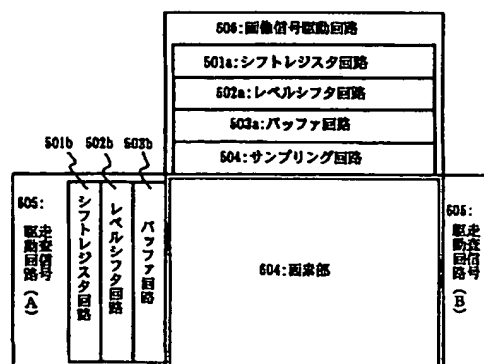 506:画像信号駆動回路
501a:シフトレジスタ回路
502a:レベルシフタ回路
503a:バッファ回路
504:サンプリング回路
501b 502b 503b
605:走査信号駆動回路(A)
シフトレジスタ回路
レベルシフタ回路
バッファ回路
604:画素部
605:走査信号駆動回路(B)